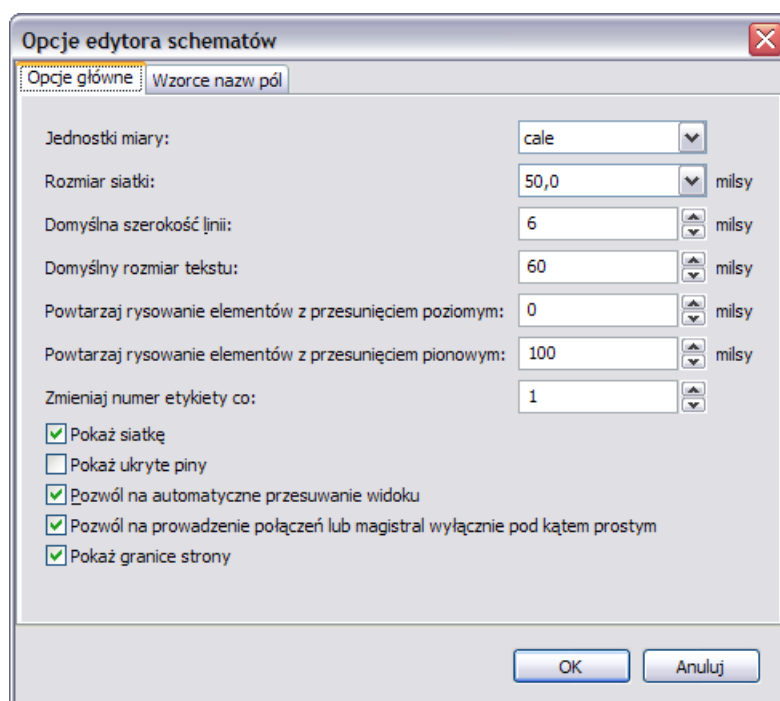 Opcje edytora schematów
Opcje główne Wzorce nazw pól
Jednostki miary: cale
Rozmiar siatki: 50,0 milsy
Domyślna szerokość linii: 6 milsy
Domyślny rozmiar tekstu: 60 milsy
Powtarzaj rysowanie elementów z przesunięciem poziomym: 0 milsy
Powtarzaj rysowanie elementów z przesunięciem pionowym: 100 milsy
Zmieniaj numer etykiety co: 1
Pokaż siatkę
Pokaż ukryte piny
Pozwól na automatyczne przesuwanie widoku
Pozwól na prowadzenie połączeń lub magistral wyłącznie pod kątem prostym
Pokaż granice strony
OK Anuluj